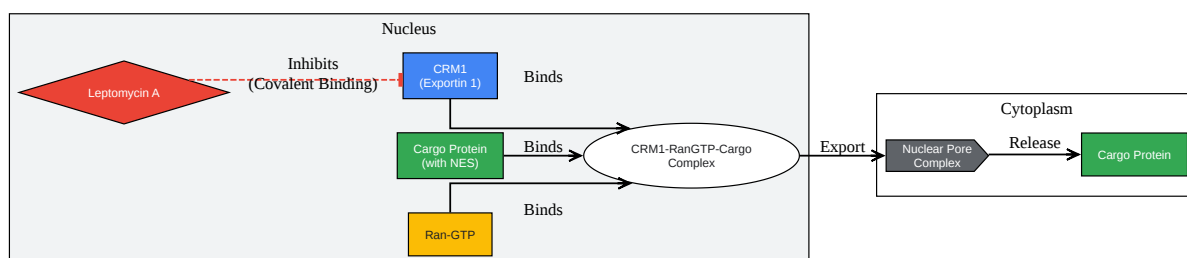 Nucleus
Leptomycin A
Inhibits
(Covalent Binding)
CRM1
(Exportin 1)
Binds
Cargo Protein
(with NES)
Binds
Ran-GTP
Binds
CRM1-RanGTP-Cargo
Complex
Export
Cytoplasm
Nuclear Pore
Complex
Release
Cargo Protein